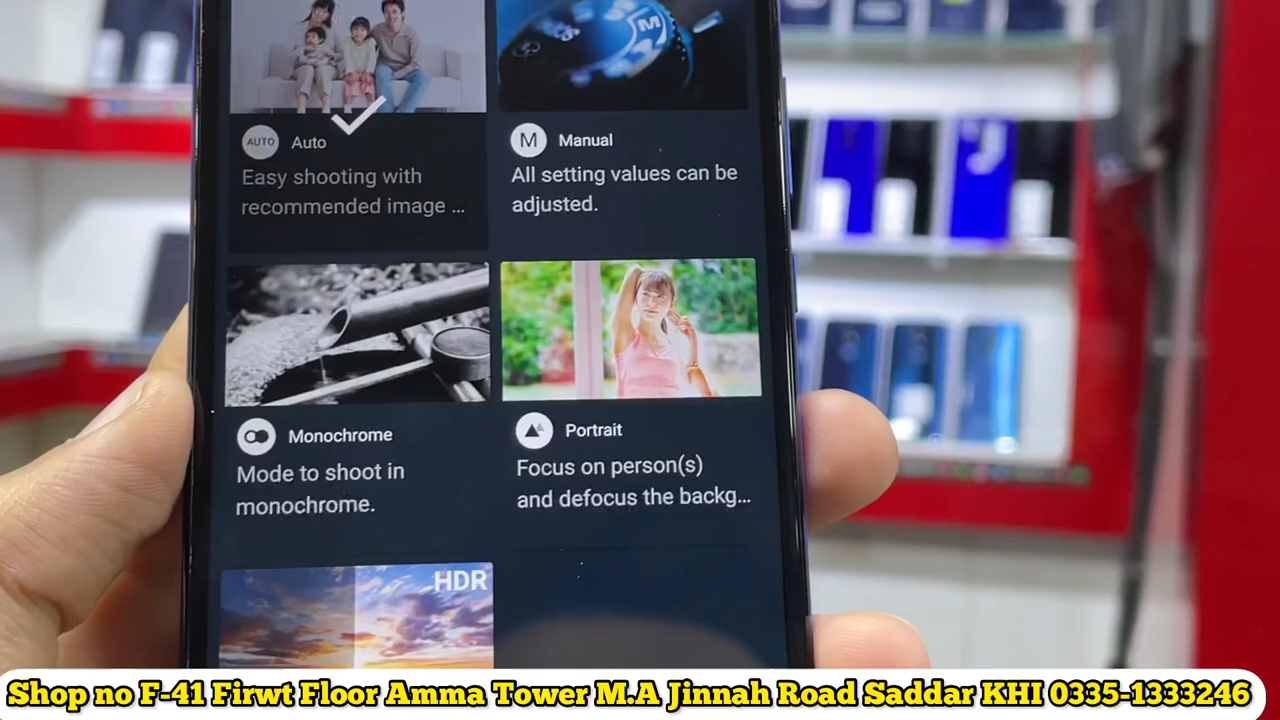 AUTO Auto
Easy shooting with
recommended image ...
M Manual
All setting values can be
adjusted.
Monochrome
Mode to shoot in
monochrome.
Portrait
Focus on person(s)
and defocus the backg...
HDR
Shop no F-41 Firwt Floor Amma Tower M.A Jinnah Road Saddar KHI 0335-1333246